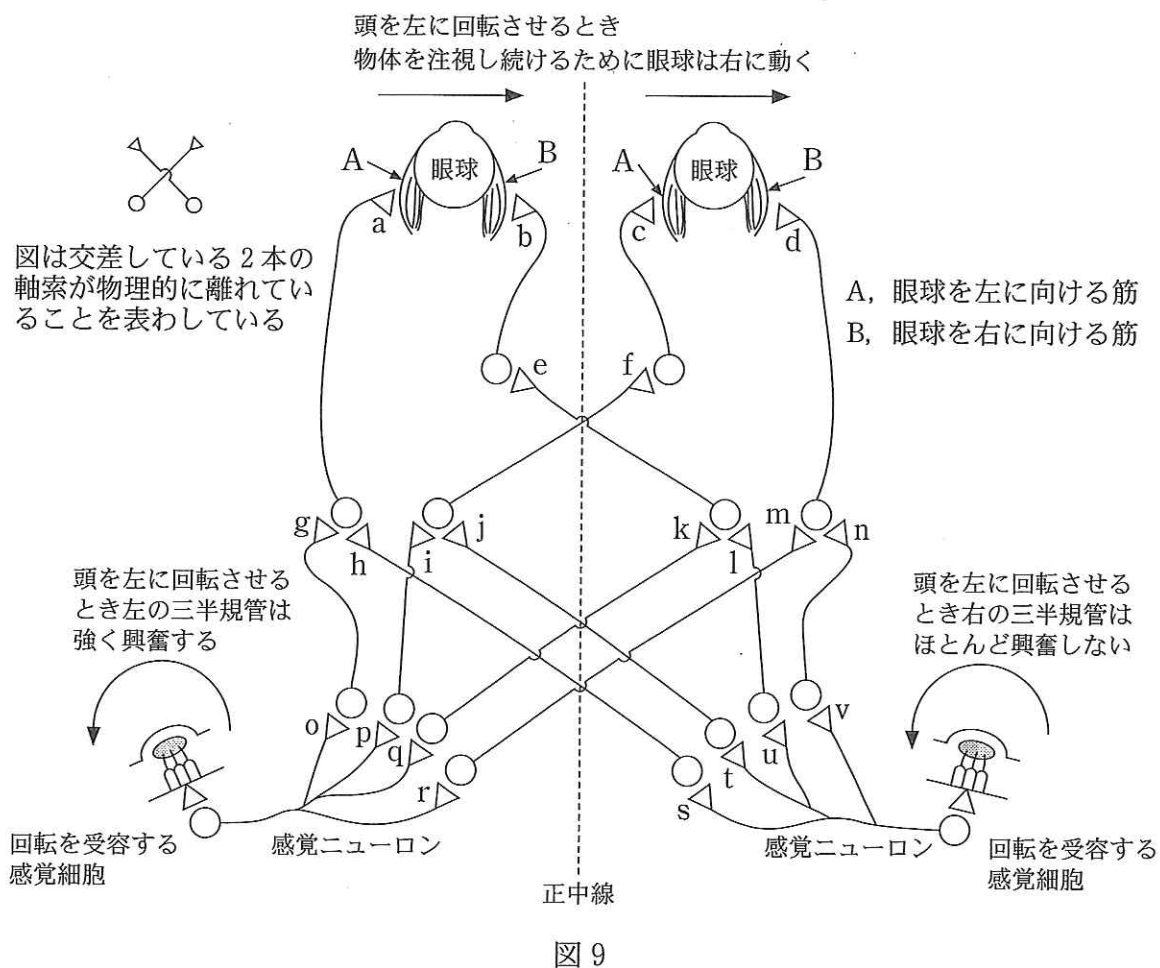 頭を左に回転させるとき
物体を注視し続けるために眼球は右に動く
A
眼球
B
A
眼球
B
a
b
c
d
図は交差している2本の
軸索が物理的に離れてい
ることを表わしている
A, 眼球を左に向ける筋
B, 眼球を右に向ける筋
e
f
g
h
i
j
k
l
m
n
頭を左に回転させる
とき左の三半規管は
強く興奮する
頭を左に回転させる
とき右の三半規管は
ほとんど興奮しない
o
p
q
r
s
t
u
v
回転を受容する
感覚細胞
感覚ニューロン
感覚ニューロン
回転を受容する
感覚細胞
正中線
図9